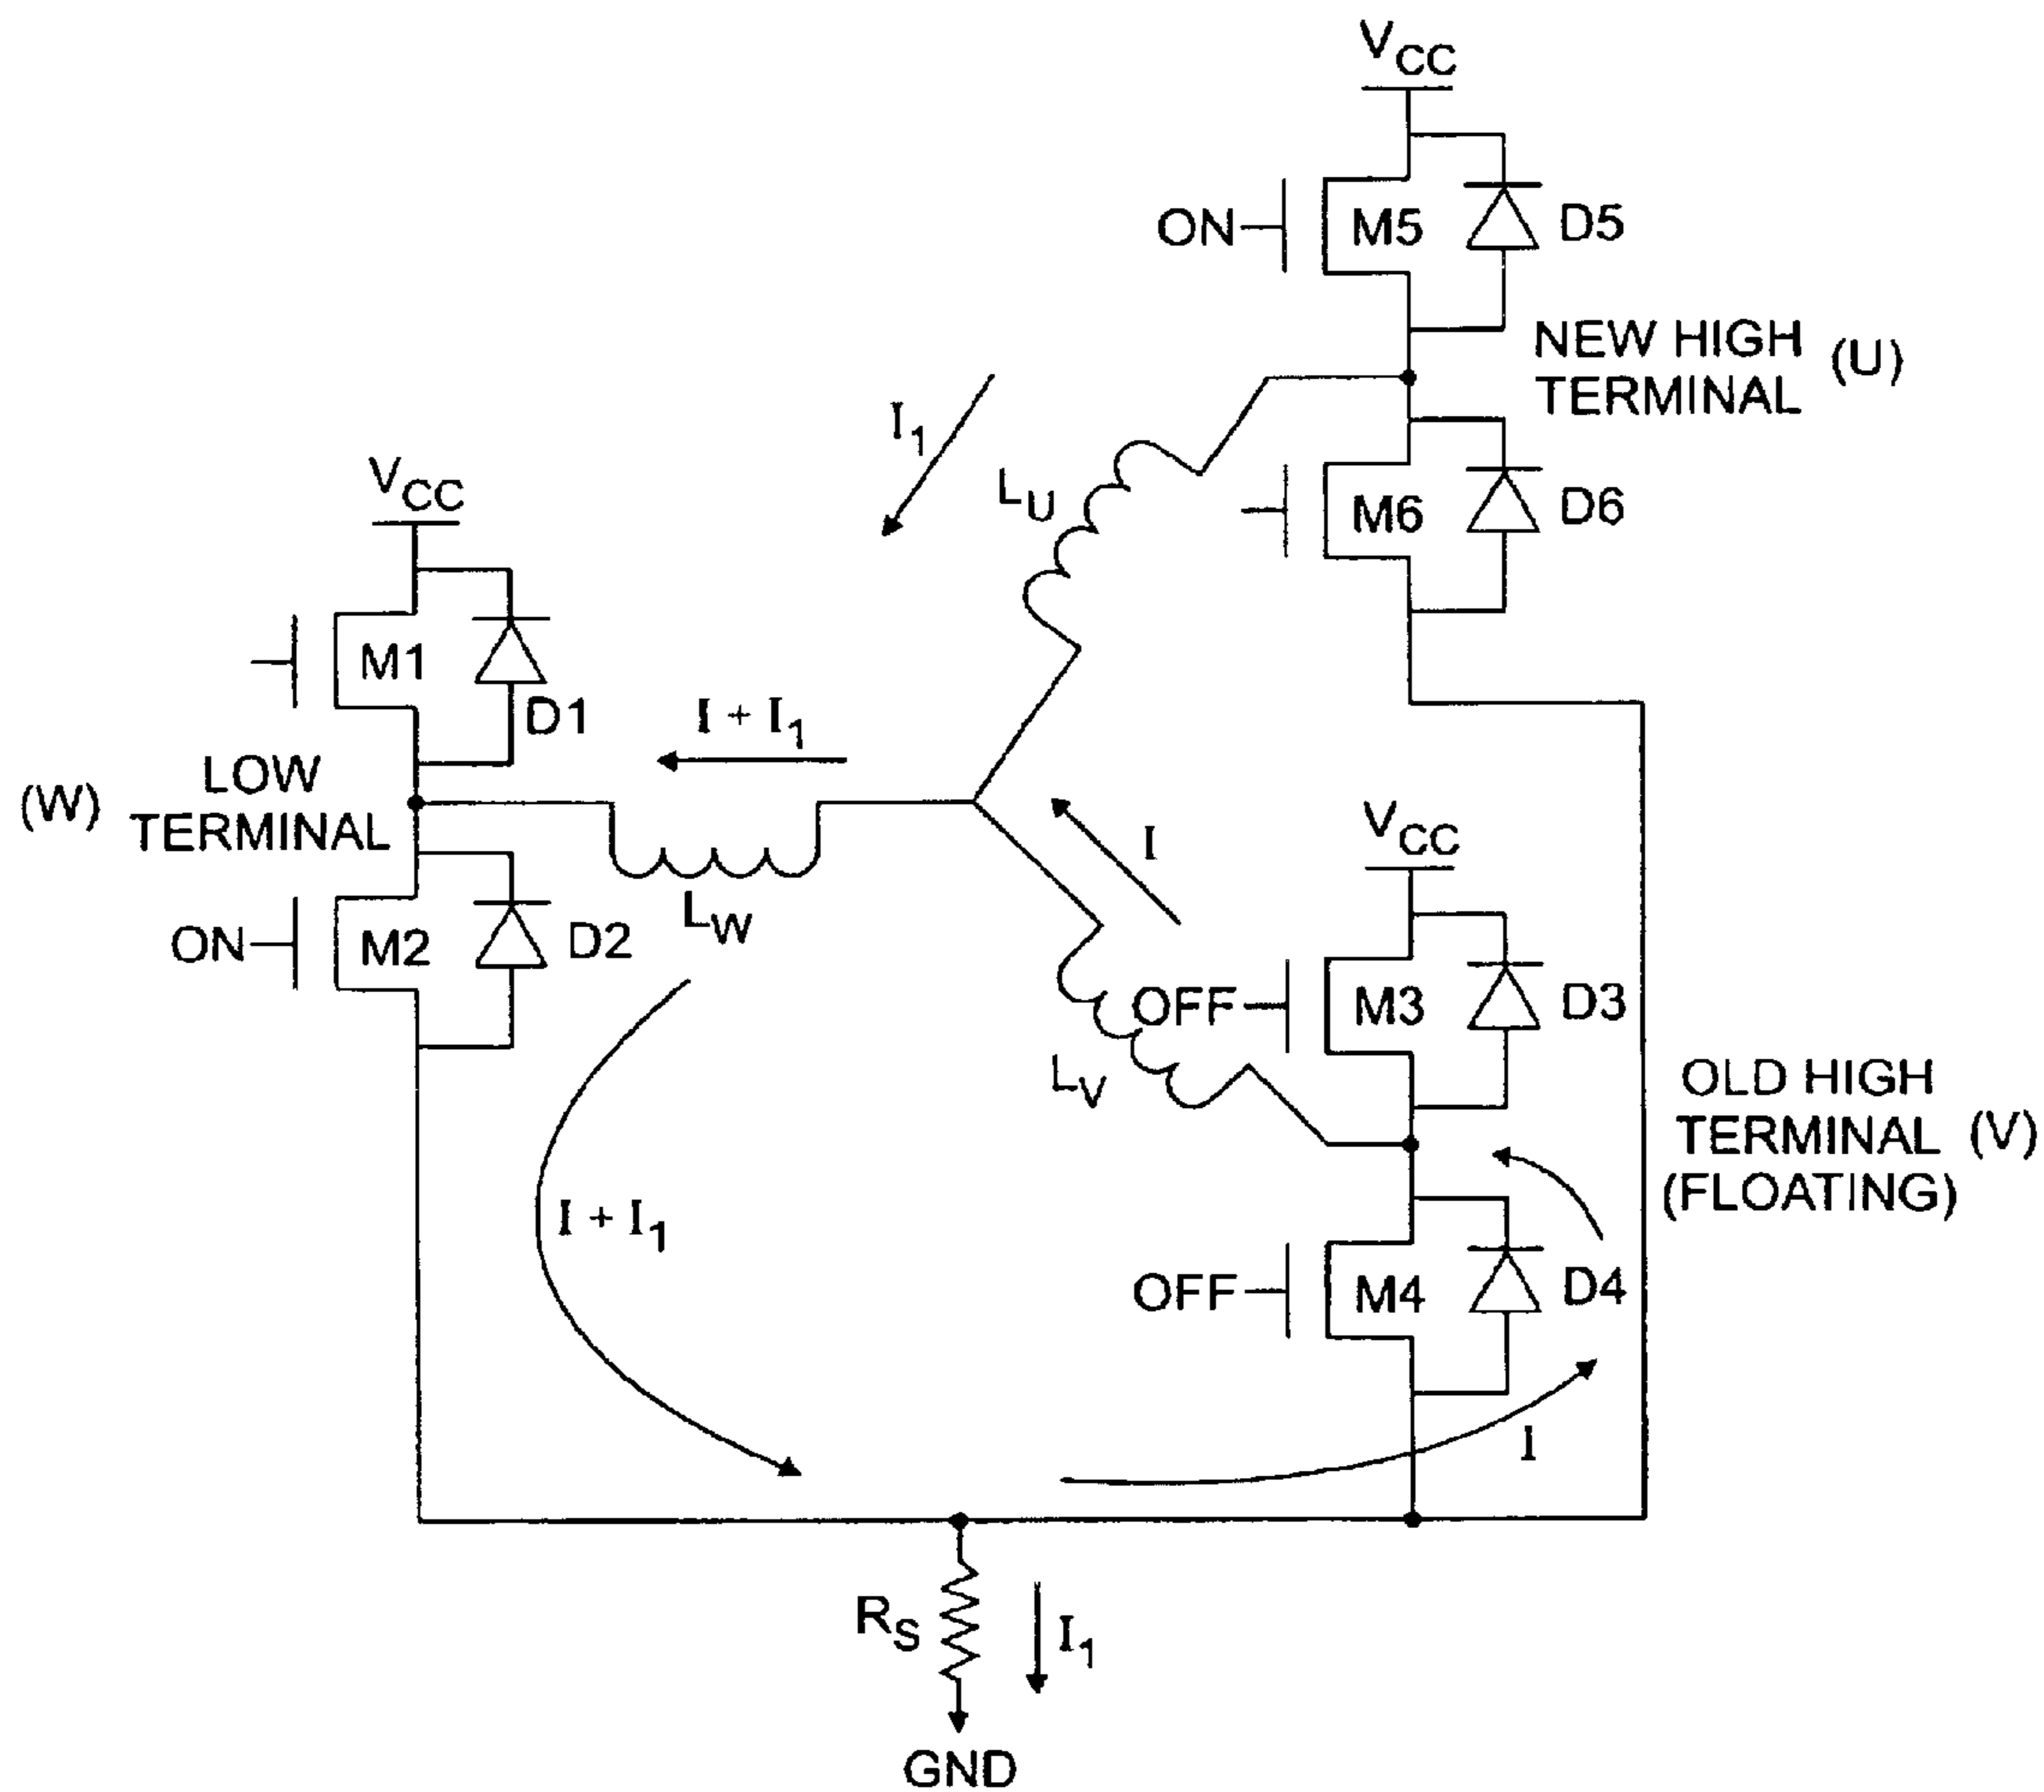 VCC
ON
M5
D5
NEW HIGH
TERMINAL
(U)
I1
LU
M6
D6
VCC
M1
D1
I + I1
(W)
LOW
TERMINAL
LW
ON
M2
D2
I
VCC
OFF
M3
D3
LV
OLD HIGH
TERMINAL
(FLOATING)
(V)
I + I1
OFF
M4
D4
I
RS
I1
GND